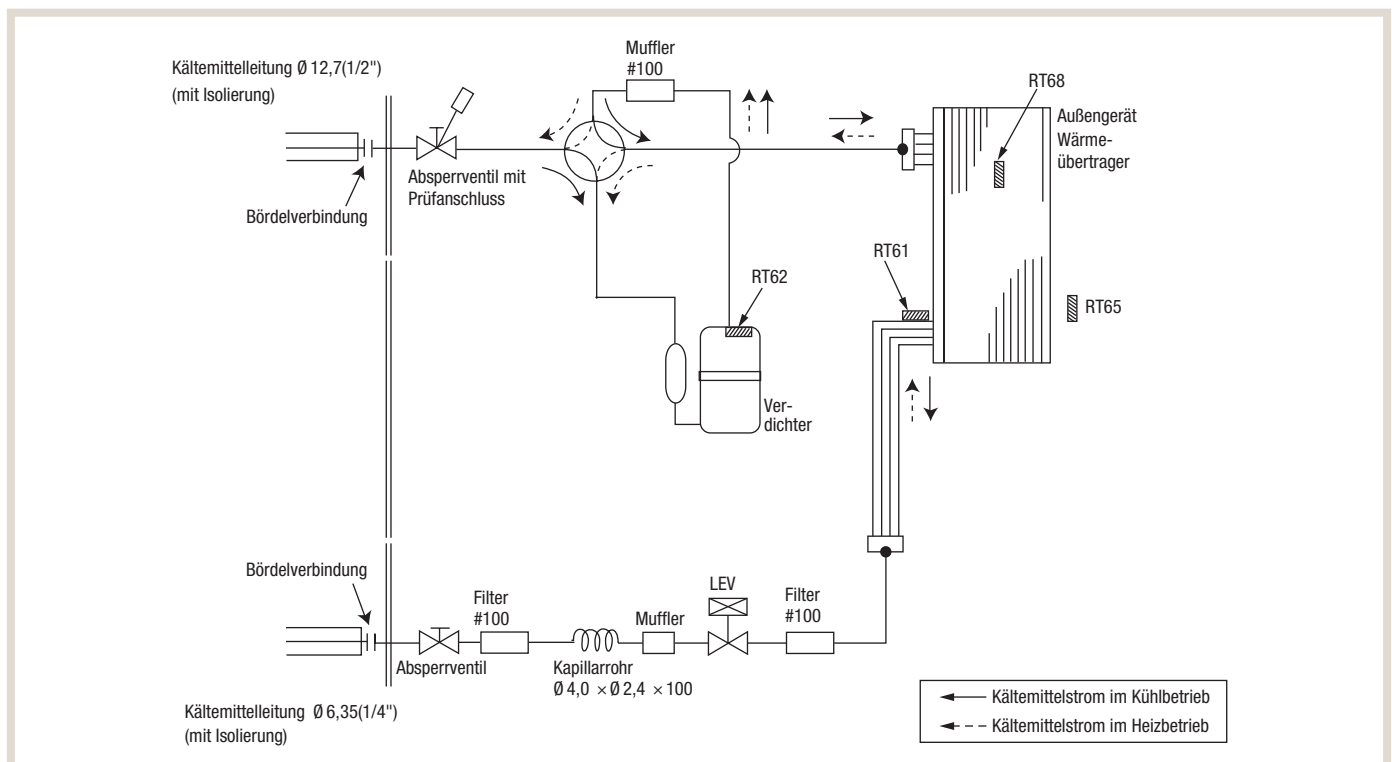 Kältemittelleitung Ø 12,7(1/2")
(mit Isolierung)
Muffler
#100
RT68
Außengerät
Wärme-
übertrager
Absperrventil mit
Prüfanschluss
Bördelverbindung
RT61
RT62
RT65
Ver-
dichter
Bördelverbindung
Filter
#100
Muffler
LEV
Filter
#100
Absperrventil
Kapillarrohr
Ø 4,0 × Ø 2,4 × 100
Kältemittelleitung Ø 6,35(1/4")
(mit Isolierung)
Kältemittelstrom im Kühlbetrieb
Kältemittelstrom im Heizbetrieb